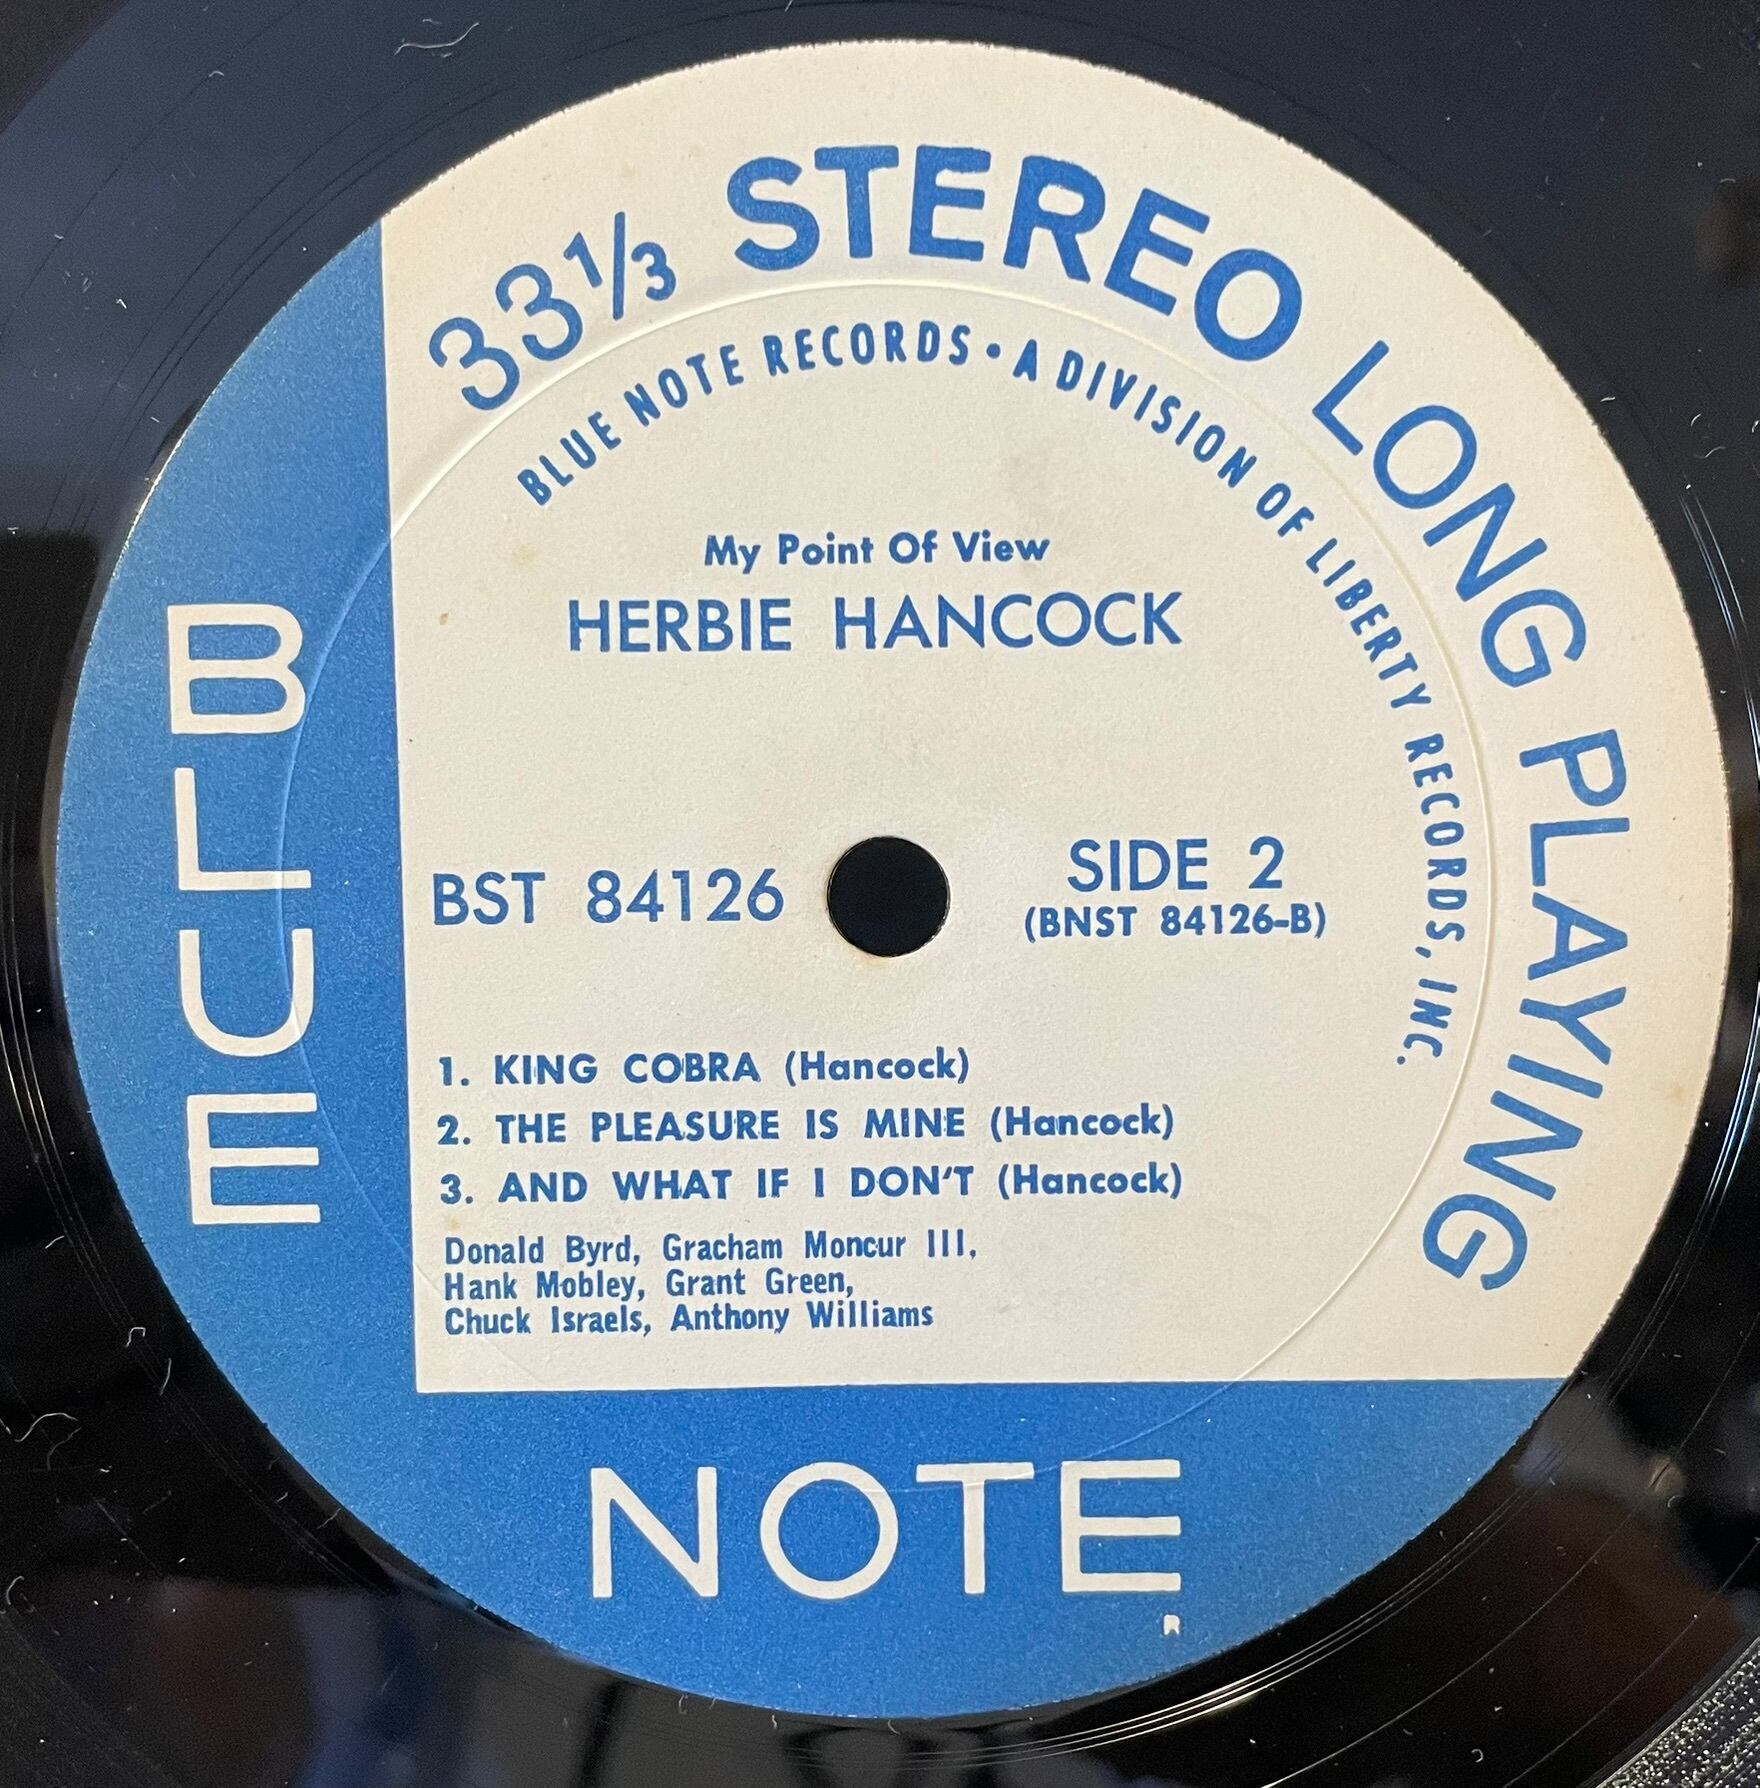 33⅓ STEREO LONG PLAYING
BLUE NOTE RECORDS • A DIVISION OF LIBERTY RECORDS, INC.
My Point Of View
HERBIE HANCOCK
BST 84126
SIDE 2
(BNST 84126-B)
1. KING COBRA (Hancock)
2. THE PLEASURE IS MINE (Hancock)
3. AND WHAT IF I DON'T (Hancock)
Donald Byrd, Gracham Moncur III,
Hank Mobley, Grant Green,
Chuck Israels, Anthony Williams
BLUE
NOTE
R